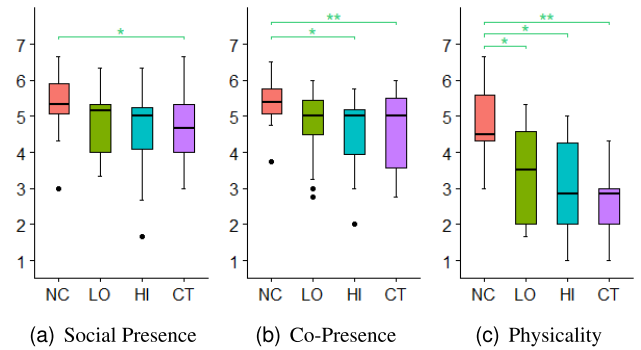 * ** * ** * *
7 7 7
6 6 6
5 5 5
4 4 4
3 3 3
2 2 2
1 1 1
NC LO HI CT NC LO HI CT NC LO HI CT
(a) Social Presence (b) Co-Presence (c) Physicality